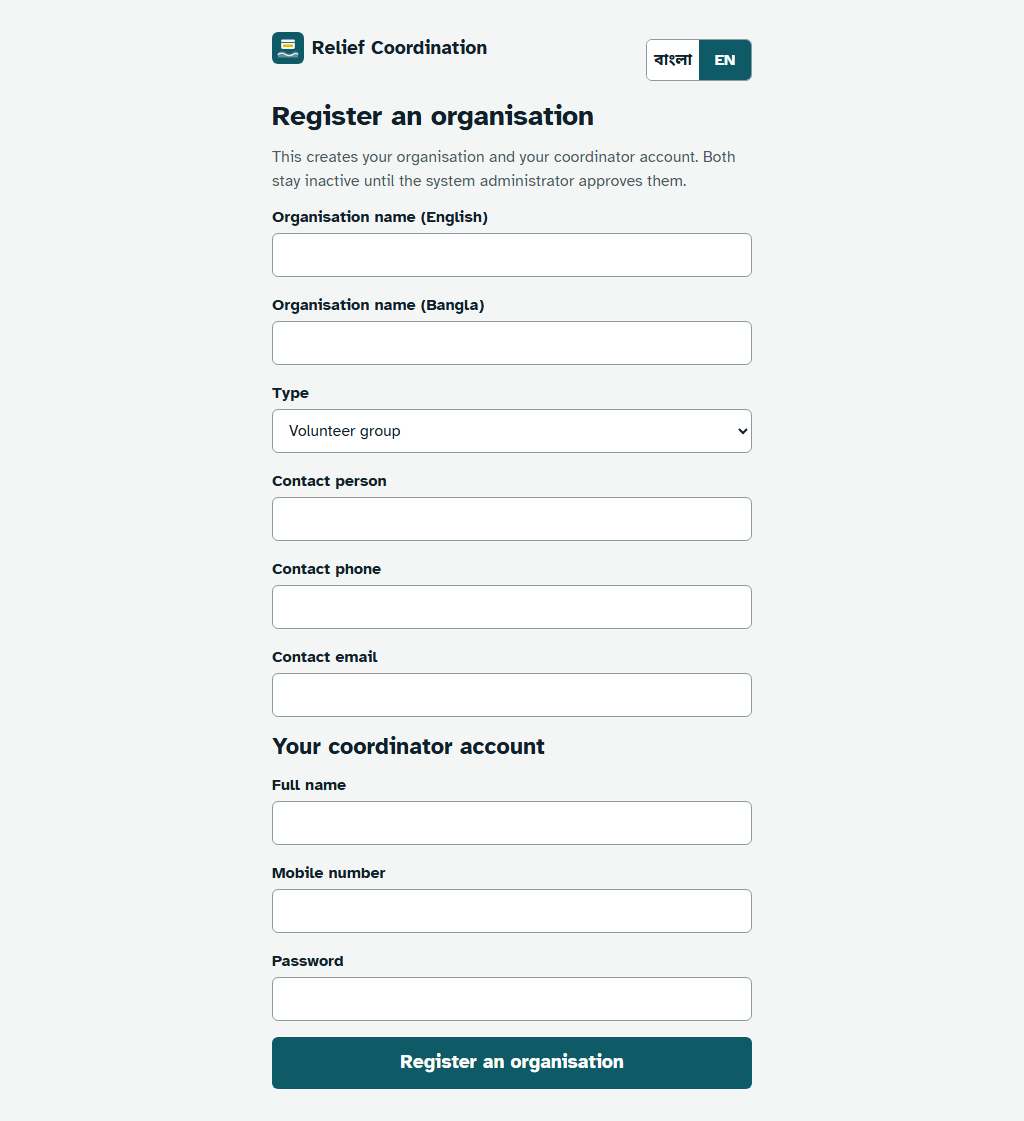 Relief Coordination
বাংলা EN
Register an organisation
This creates your organisation and your coordinator account. Both
stay inactive until the system administrator approves them.
Organisation name (English)
Organisation name (Bangla)
Type
Volunteer group
Contact person
Contact phone
Contact email
Your coordinator account
Full name
Mobile number
Password
Register an organisation